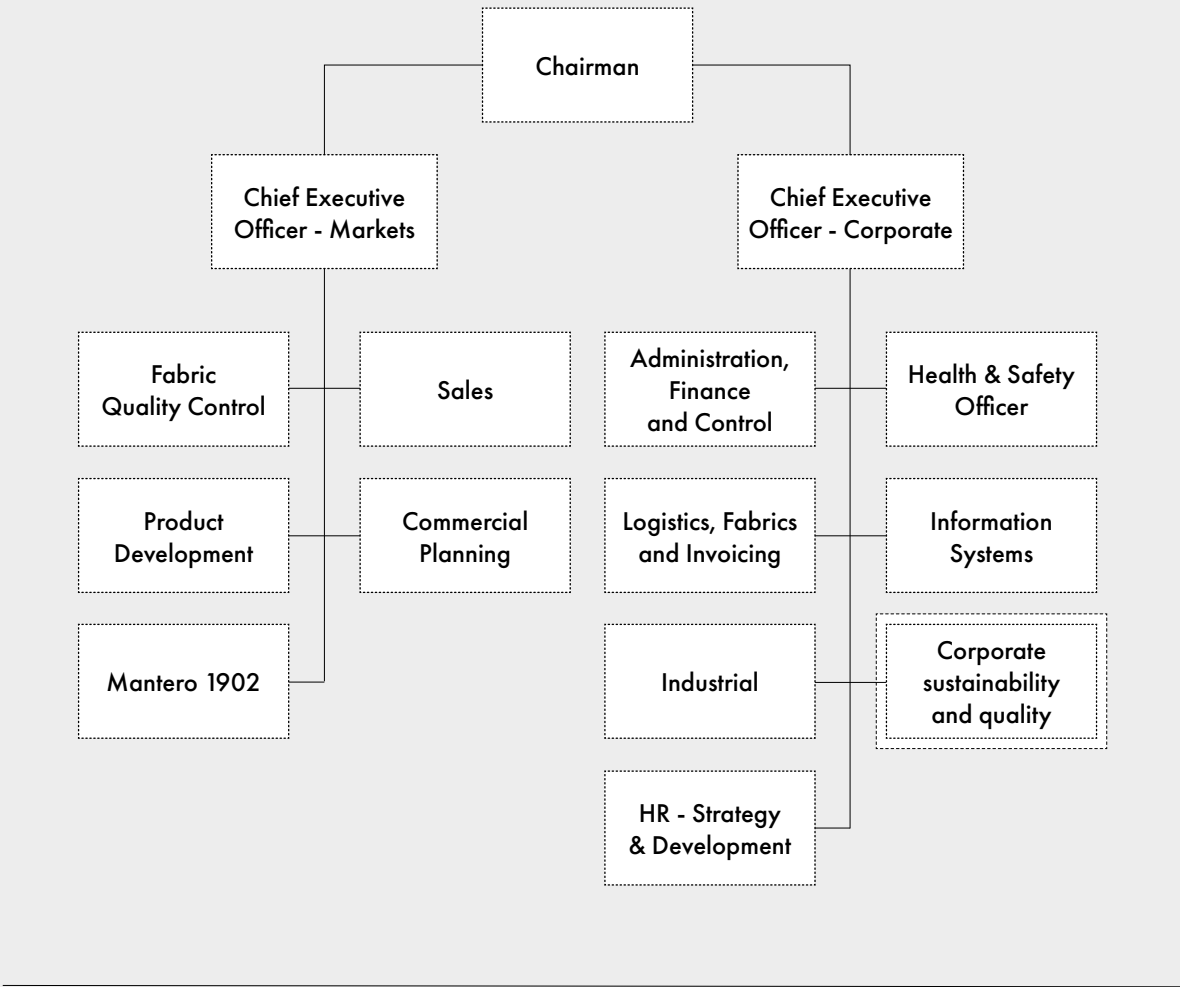 Chairman
Chief Executive
Officer - Markets
Chief Executive
Officer - Corporate
Fabric
Quality Control
Sales
Administration,
Finance
and Control
Health & Safety
Officer
Product
Development
Commercial
Planning
Logistics, Fabrics
and Invoicing
Information
Systems
Mantero 1902
Industrial
Corporate
sustainability
and quality
HR - Strategy
& Development